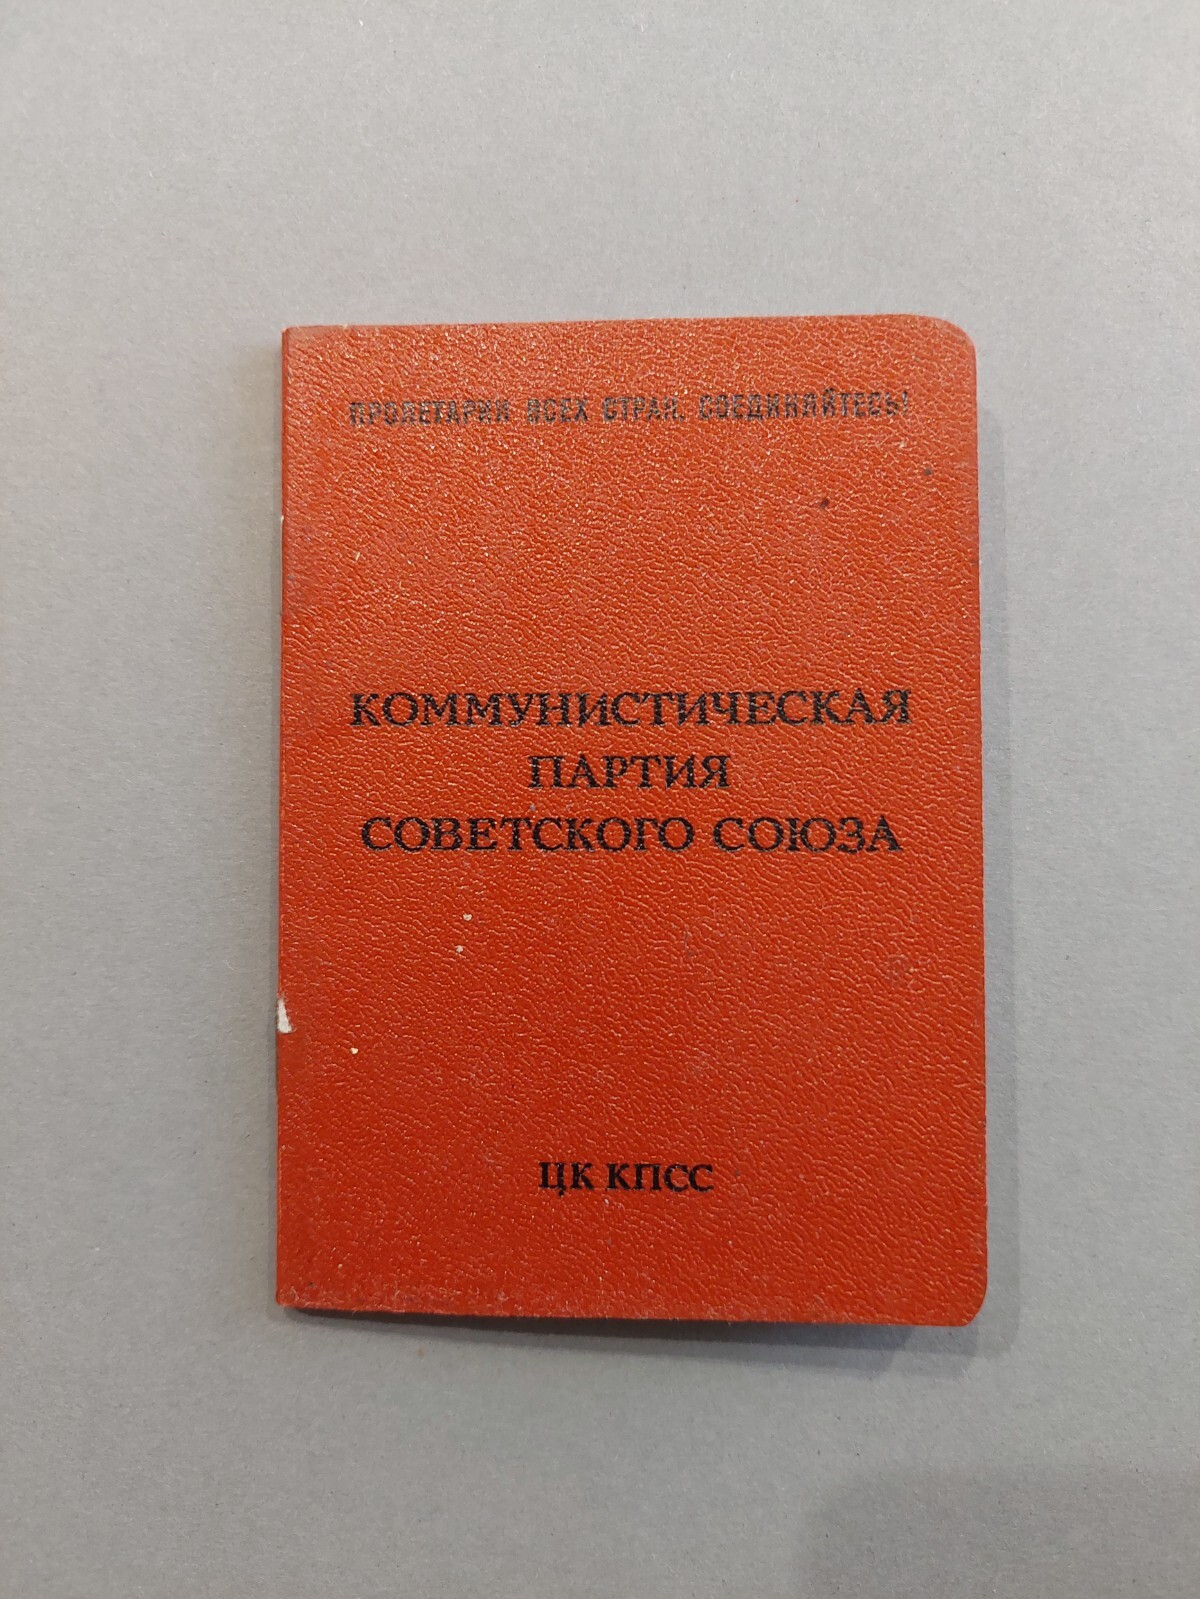 ПРОЛЕТАРИИ ВСЕХ СТРАН, СОЕДИНЯЙТЕСЬ!
КОММУНИСТИЧЕСКАЯ
ПАРТИЯ
СОВЕТСКОГО СОЮЗА
ЦК КПСС